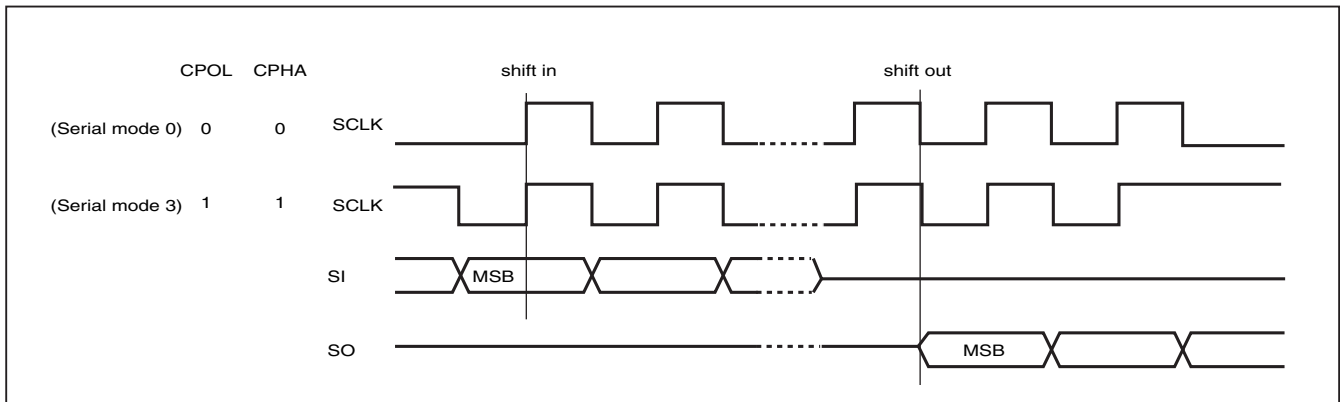 CPOL CPHA shift in shift out
(Serial mode 0) 0 0 SCLK
(Serial mode 3) 1 1 SCLK
SI MSB
SO MSB